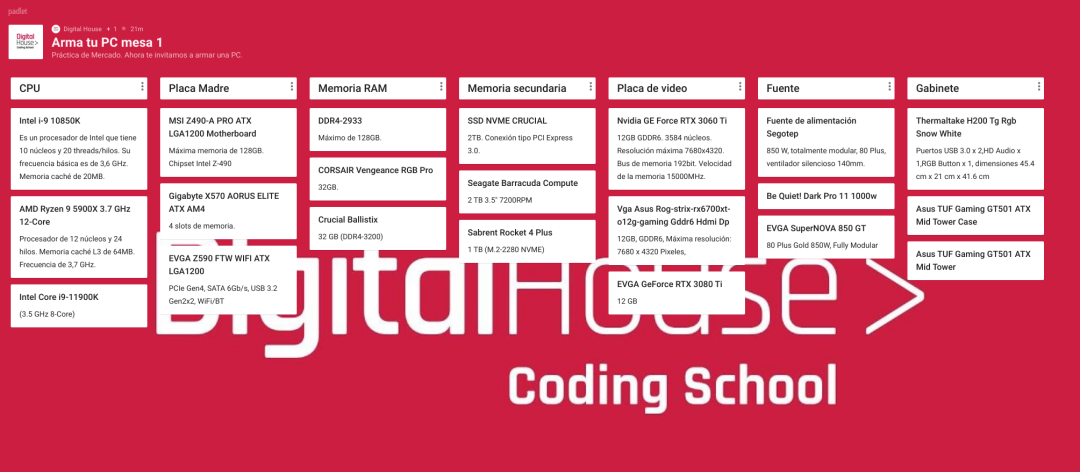 padlet
Digital House + 1 21m
Arma tu PC mesa 1
Práctica de Mercado. Ahora te invitamos a armar una PC.
Digital
House>
Coding School
CPU
Intel i-9 10850K
Es un procesador de Intel que tiene
10 núcleos y 20 threads/hilos. Su
frecuencia básica es de 3,6 GHz.
Memoria caché de 20MB.
AMD Ryzen 9 5900X 3.7 GHz
12-Core
Procesador de 12 núcleos y 24
hilos. Memoria caché L3 de 64MB.
Frecuencia de 3,7 GHz.
Intel Core i9-11900K
(3.5 GHz 8-Core)
Placa Madre
MSI Z490-A PRO ATX
LGA1200 Motherboard
Máxima memoria de 128GB.
Chipset Intel Z-490
Gigabyte X570 AORUS ELITE
ATX AM4
4 slots de memoria.
EVGA Z590 FTW WIFI ATX
LGA1200
PCIe Gen4, SATA 6Gb/s, USB 3.2
Gen2x2, WiFi/BT
Memoria RAM
DDR4-2933
Máximo de 128GB.
CORSAIR Vengeance RGB Pro
32GB.
Crucial Ballistix
32 GB (DDR4-3200)
Memoria secundaria
SSD NVME CRUCIAL
2TB. Conexión tipo PCI Express
3.0.
Seagate Barracuda Compute
2 TB 3.5" 7200RPM
Sabrent Rocket 4 Plus
1 TB (M.2-2280 NVME)
Placa de video
Nvidia GE Force RTX 3060 Ti
12GB GDDR6. 3584 núcleos.
Resolución máxima 7680x4320.
Bus de memoria 192bit. Velocidad
de la memoria 15000MHz.
Vga Asus Rog-strix-rx6700xt-
o12g-gaming Gddr6 Hdmi Dp
12GB, GDDR6, Máxima resolución:
7680 x 4320 Pixeles,
EVGA GeForce RTX 3080 Ti
12 GB
Fuente
Fuente de alimentación
Segotep
850 W, totalmente modular, 80 Plus,
ventilador silencioso 140mm.
Be Quiet! Dark Pro 11 1000w
EVGA SuperNOVA 850 GT
80 Plus Gold 850W, Fully Modular
Gabinete
Thermaltake H200 Tg Rgb
Snow White
Puertos USB 3.0 x 2,HD Audio x
1,RGB Button x 1, dimensiones 45.4
cm x 21 cm x 41.6 cm
Asus TUF Gaming GT501 ATX
Mid Tower Case
Asus TUF Gaming GT501 ATX
Mid Tower
DigitalHouse>
Coding School